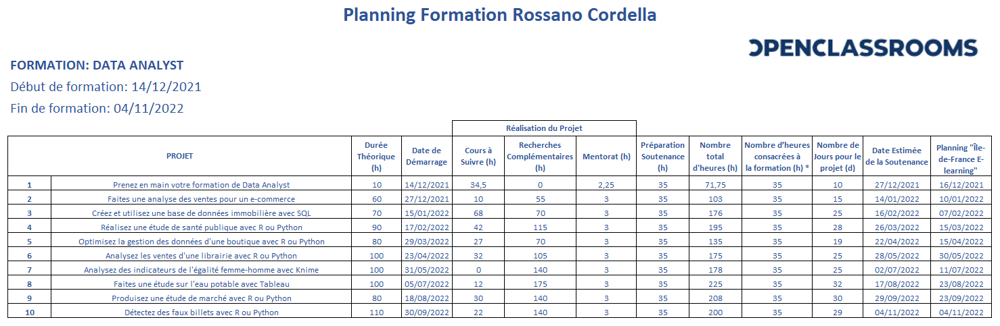 Planning Formation Rossano Cordella
OPENCLASSROOMS
FORMATION: DATA ANALYST
Début de formation: 14/12/2021
Fin de formation: 04/11/2022
Réalisation du Projet
PROJET Durée Théorique (h) Date de Démarrage Cours à Suivre (h) Recherches Complémentaires (h) Mentorat (h) Préparation Soutenance (h) Nombre total d'heures (h) Nombre d’heures consacrées à la formation (h) * Nombre de Jours pour le projet (d) Date Estimée de la Soutenance Planning "Île-de-France E-learning"
1 Prenez en main votre formation de Data Analyst 10 14/12/2021 34,5 0 2,25 35 71,75 35 10 27/12/2021 16/12/2021
2 Faites une analyse des ventes pour un e-commerce 60 27/12/2021 10 55 3 35 103 35 15 14/01/2022 10/01/2022
3 Créez et utilisez une base de données immobilière avec SQL 70 15/01/2022 68 70 3 35 176 35 25 16/02/2022 07/02/2022
4 Réalisez une étude de santé publique avec R ou Python 90 17/02/2022 42 115 3 35 195 35 28 26/03/2022 15/03/2022
5 Optimisez la gestion des données d'une boutique avec R ou Python 80 29/03/2022 27 70 3 35 135 35 19 22/04/2022 15/04/2022
6 Analysez les ventes d'une librairie avec R ou Python 100 23/04/2022 32 105 3 35 175 35 25 28/05/2022 30/05/2022
7 Analysez des indicateurs de l'égalité femme-homme avec Knime 100 31/05/2022 0 140 3 35 178 35 25 02/07/2022 11/07/2022
8 Faites une étude sur l'eau potable avec Tableau 100 05/07/2022 12 175 3 35 225 35 32 17/08/2022 23/08/2022
9 Produisez une étude de marché avec R ou Python 80 18/08/2022 30 140 3 35 208 35 30 29/09/2022 23/09/2022
10 Détectez des faux billets avec R ou Python 110 30/09/2022 22 140 3 35 200 35 29 04/11/2022 04/11/2022